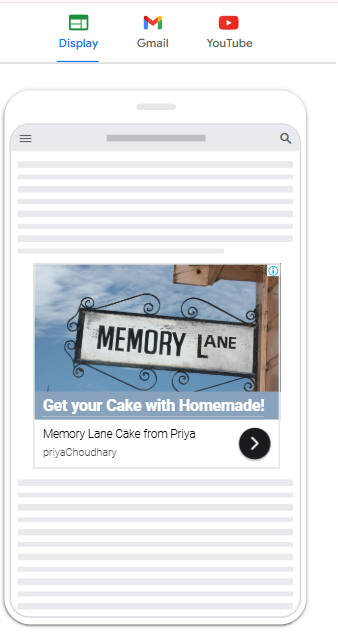 Display
Gmail
YouTube
MEMORY LANE
Get your Cake with Homemade!
Memory Lane Cake from Priya
priyaChoudhary